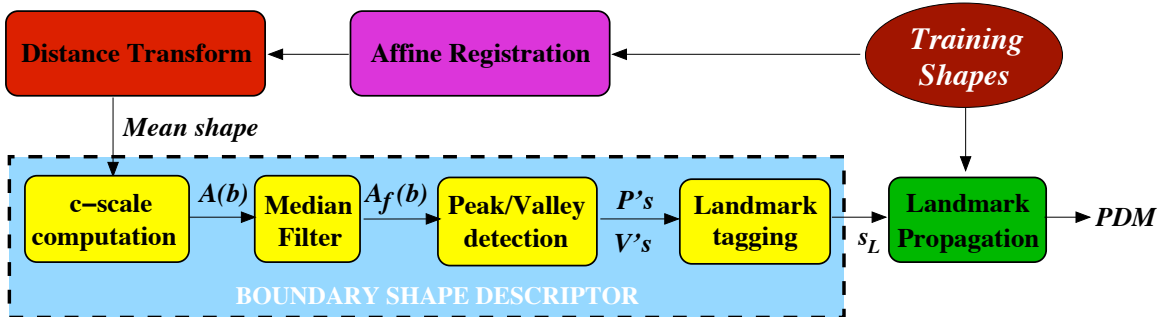 Distance Transform
Affine Registration
Training
Shapes
Mean shape
c−scale
computation
A(b)
Median
Filter
A_f(b)
Peak/Valley
detection
P's
V's
Landmark
tagging
s_L
Landmark
Propagation
PDM
BOUNDARY SHAPE DESCRIPTOR